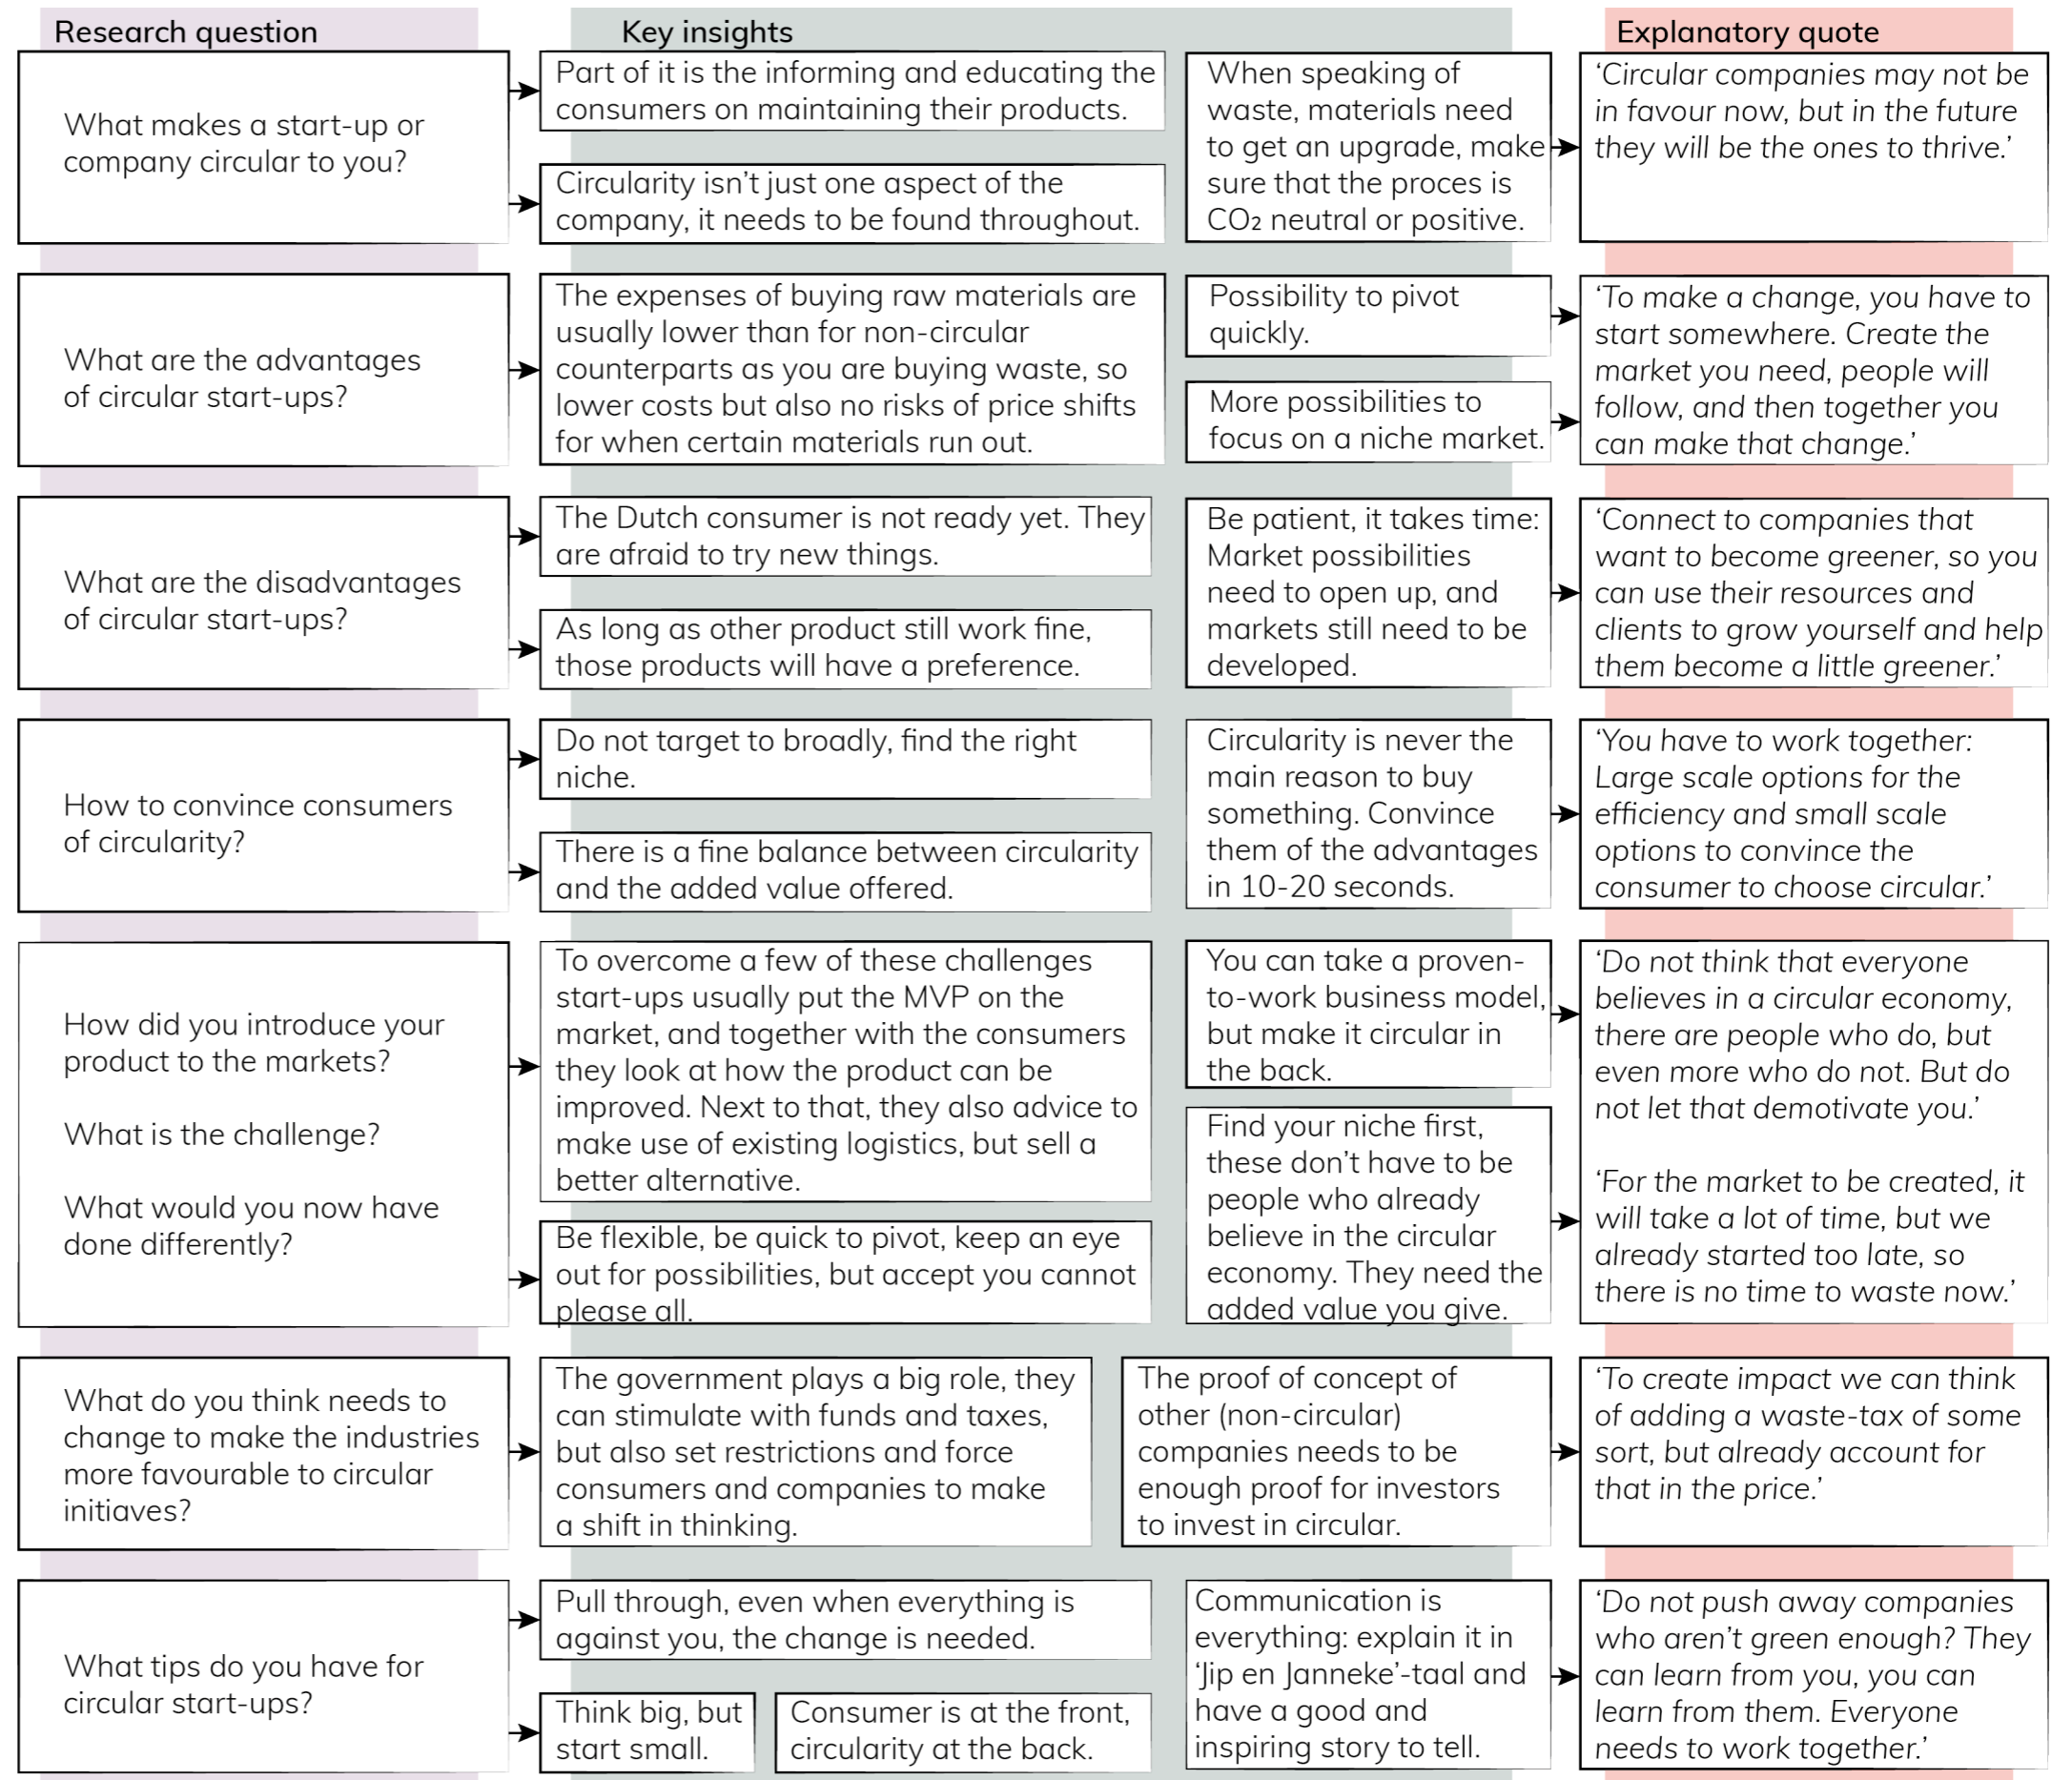 Research question
Key insights
Explanatory quote
What makes a start-up or
company circular to you?
Part of it is the informing and educating the
consumers on maintaining their products.
Circularity isn't just one aspect of the
company, it needs to be found throughout.
When speaking of
waste, materials need
to get an upgrade, make
sure that the proces is
CO₂ neutral or positive.
‘Circular companies may not be
in favour now, but in the future
they will be the ones to thrive.’
What are the advantages
of circular start-ups?
The expenses of buying raw materials are
usually lower than for non-circular
counterparts as you are buying waste, so
lower costs but also no risks of price shifts
for when certain materials run out.
Possibility to pivot
quickly.
More possibilities to
focus on a niche market.
‘To make a change, you have to
start somewhere. Create the
market you need, people will
follow, and then together you
can make that change.’
What are the disadvantages
of circular start-ups?
The Dutch consumer is not ready yet. They
are afraid to try new things.
As long as other product still work fine,
those products will have a preference.
Be patient, it takes time:
Market possibilities
need to open up, and
markets still need to be
developed.
‘Connect to companies that
want to become greener, so you
can use their resources and
clients to grow yourself and help
them become a little greener.’
How to convince consumers
of circularity?
Do not target to broadly, find the right
niche.
There is a fine balance between circularity
and the added value offered.
Circularity is never the
main reason to buy
something. Convince
them of the advantages
in 10-20 seconds.
‘You have to work together:
Large scale options for the
efficiency and small scale
options to convince the
consumer to choose circular.’
How did you introduce your
product to the markets?
What is the challenge?
What would you now have
done differently?
To overcome a few of these challenges
start-ups usually put the MVP on the
market, and together with the consumers
they look at how the product can be
improved. Next to that, they also advice to
make use of existing logistics, but sell a
better alternative.
Be flexible, be quick to pivot, keep an eye
out for possibilities, but accept you cannot
please all.
You can take a proven-
to-work business model,
but make it circular in
the back.
Find your niche first,
these don't have to be
people who already
believe in the circular
economy. They need the
added value you give.
‘Do not think that everyone
believes in a circular economy,
there are people who do, but
even more who do not. But do
not let that demotivate you.’
‘For the market to be created, it
will take a lot of time, but we
already started too late, so
there is no time to waste now.’
What do you think needs to
change to make the industries
more favourable to circular
initiaves?
The government plays a big role, they
can stimulate with funds and taxes,
but also set restrictions and force
consumers and companies to make
a shift in thinking.
The proof of concept of
other (non-circular)
companies needs to be
enough proof for investors
to invest in circular.
‘To create impact we can think
of adding a waste-tax of some
sort, but already account for
that in the price.’
What tips do you have for
circular start-ups?
Pull through, even when everything is
against you, the change is needed.
Think big, but
start small.
Consumer is at the front,
circularity at the back.
Communication is
everything: explain it in
‘Jip en Janneke’-taal and
have a good and
inspiring story to tell.
‘Do not push away companies
who aren't green enough? They
can learn from you, you can
learn from them. Everyone
needs to work together.’